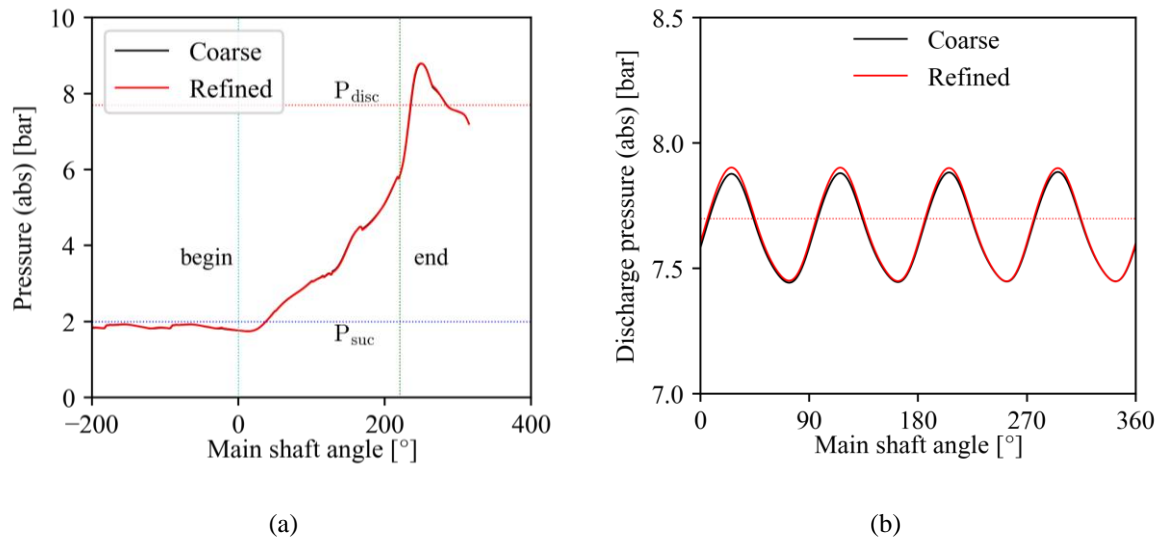 10
8
6
4
2
0
Pressure (abs) [bar]
Coarse
Refined
P_disc
begin
end
P_suc
−200
0
200
400
Main shaft angle [°]
(a)
8.5
8.0
7.5
7.0
Discharge pressure (abs) [bar]
Coarse
Refined
0
90
180
270
360
Main shaft angle [°]
(b)